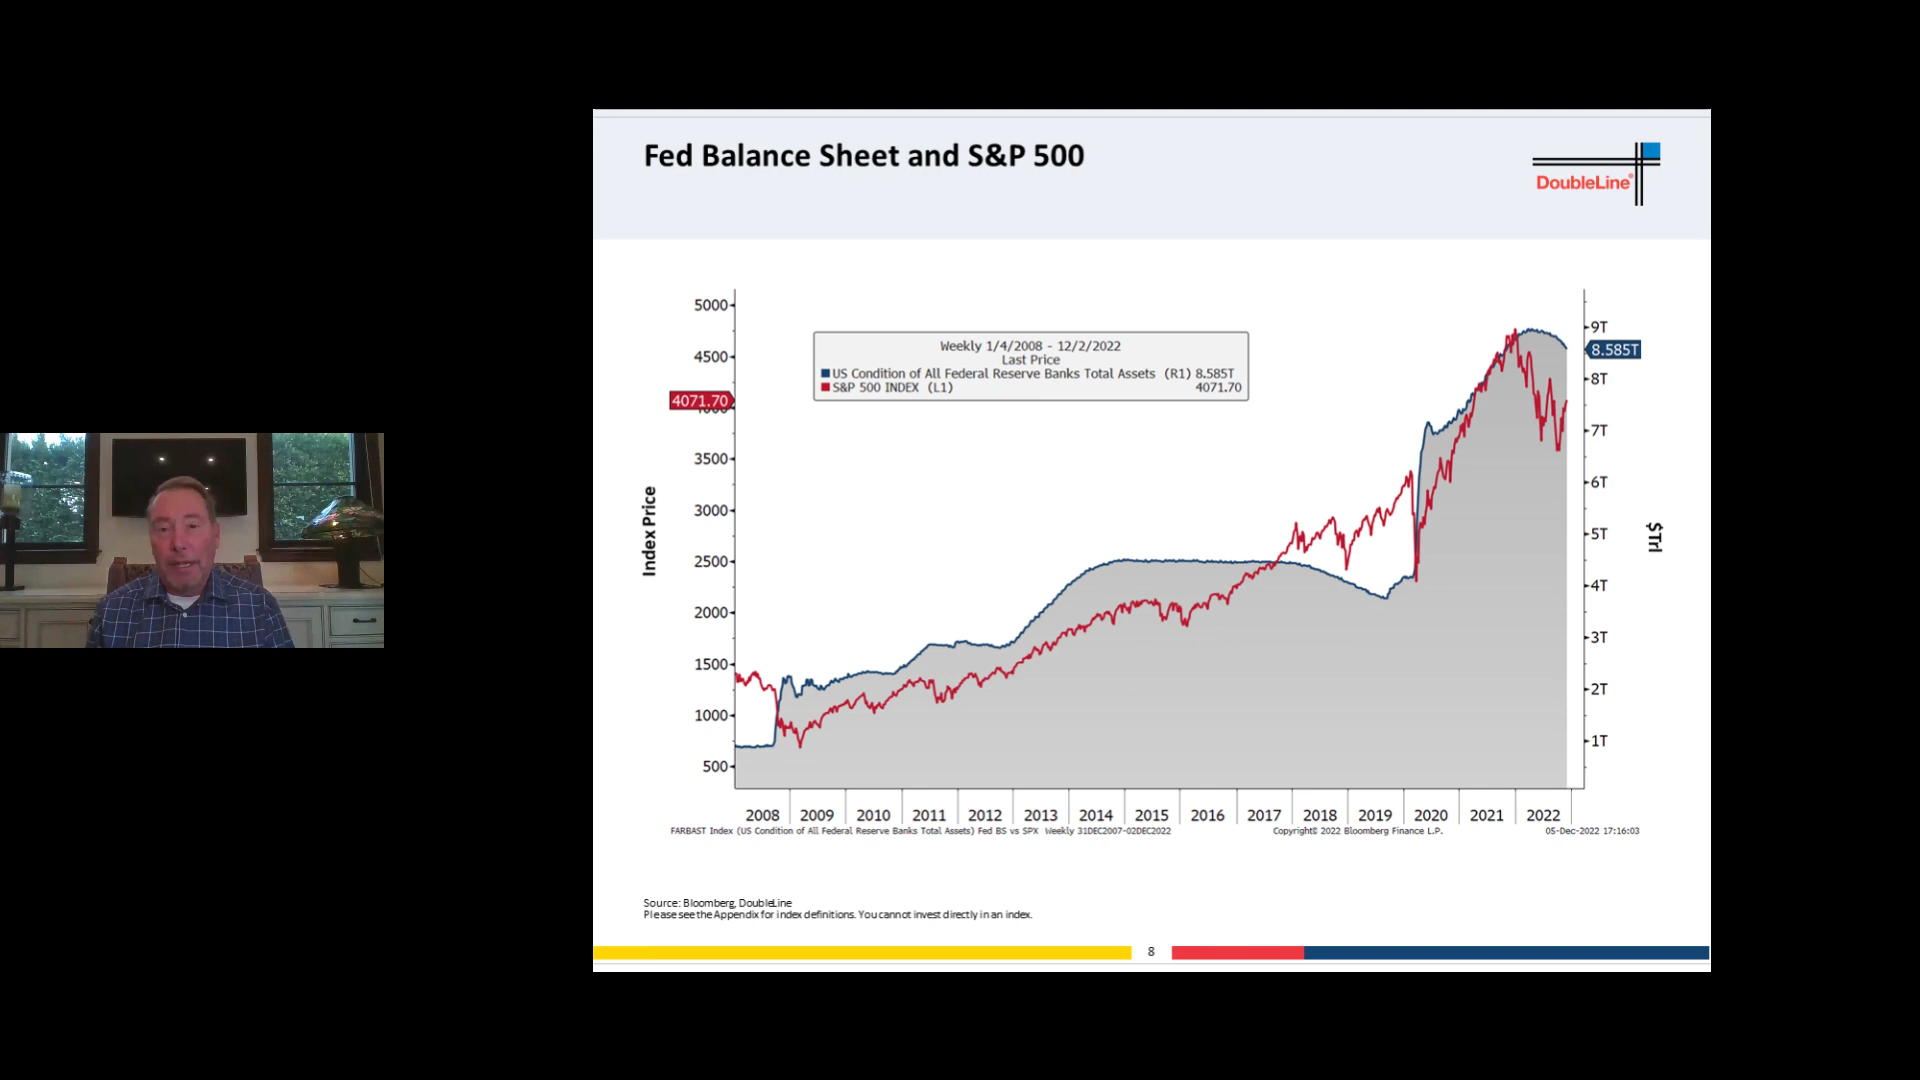 Fed Balance Sheet and S&P 500
DoubleLine®
Weekly 1/4/2008 - 12/2/2022
Last Price
US Condition of All Federal Reserve Banks Total Assets (R1) 8.585T
S&P 500 INDEX (L1) 4071.70
5000
4500
4071.70
3500
3000
2500
2000
1500
1000
500
Index Price
9T
8.585T
8T
7T
6T
5T
4T
3T
2T
1T
$Trl
2008 2009 2010 2011 2012 2013 2014 2015 2016 2017 2018 2019 2020 2021 2022
FARBAST Index (US Condition of All Federal Reserve Banks Total Assets) Fed BS vs SPX Weekly 31DEC2007-02DEC2022 Copyright© 2022 Bloomberg Finance L.P. 05-Dec-2022 17:16:03
Source: Bloomberg, DoubleLine
Please see the Appendix for index definitions. You cannot invest directly in an index.
8